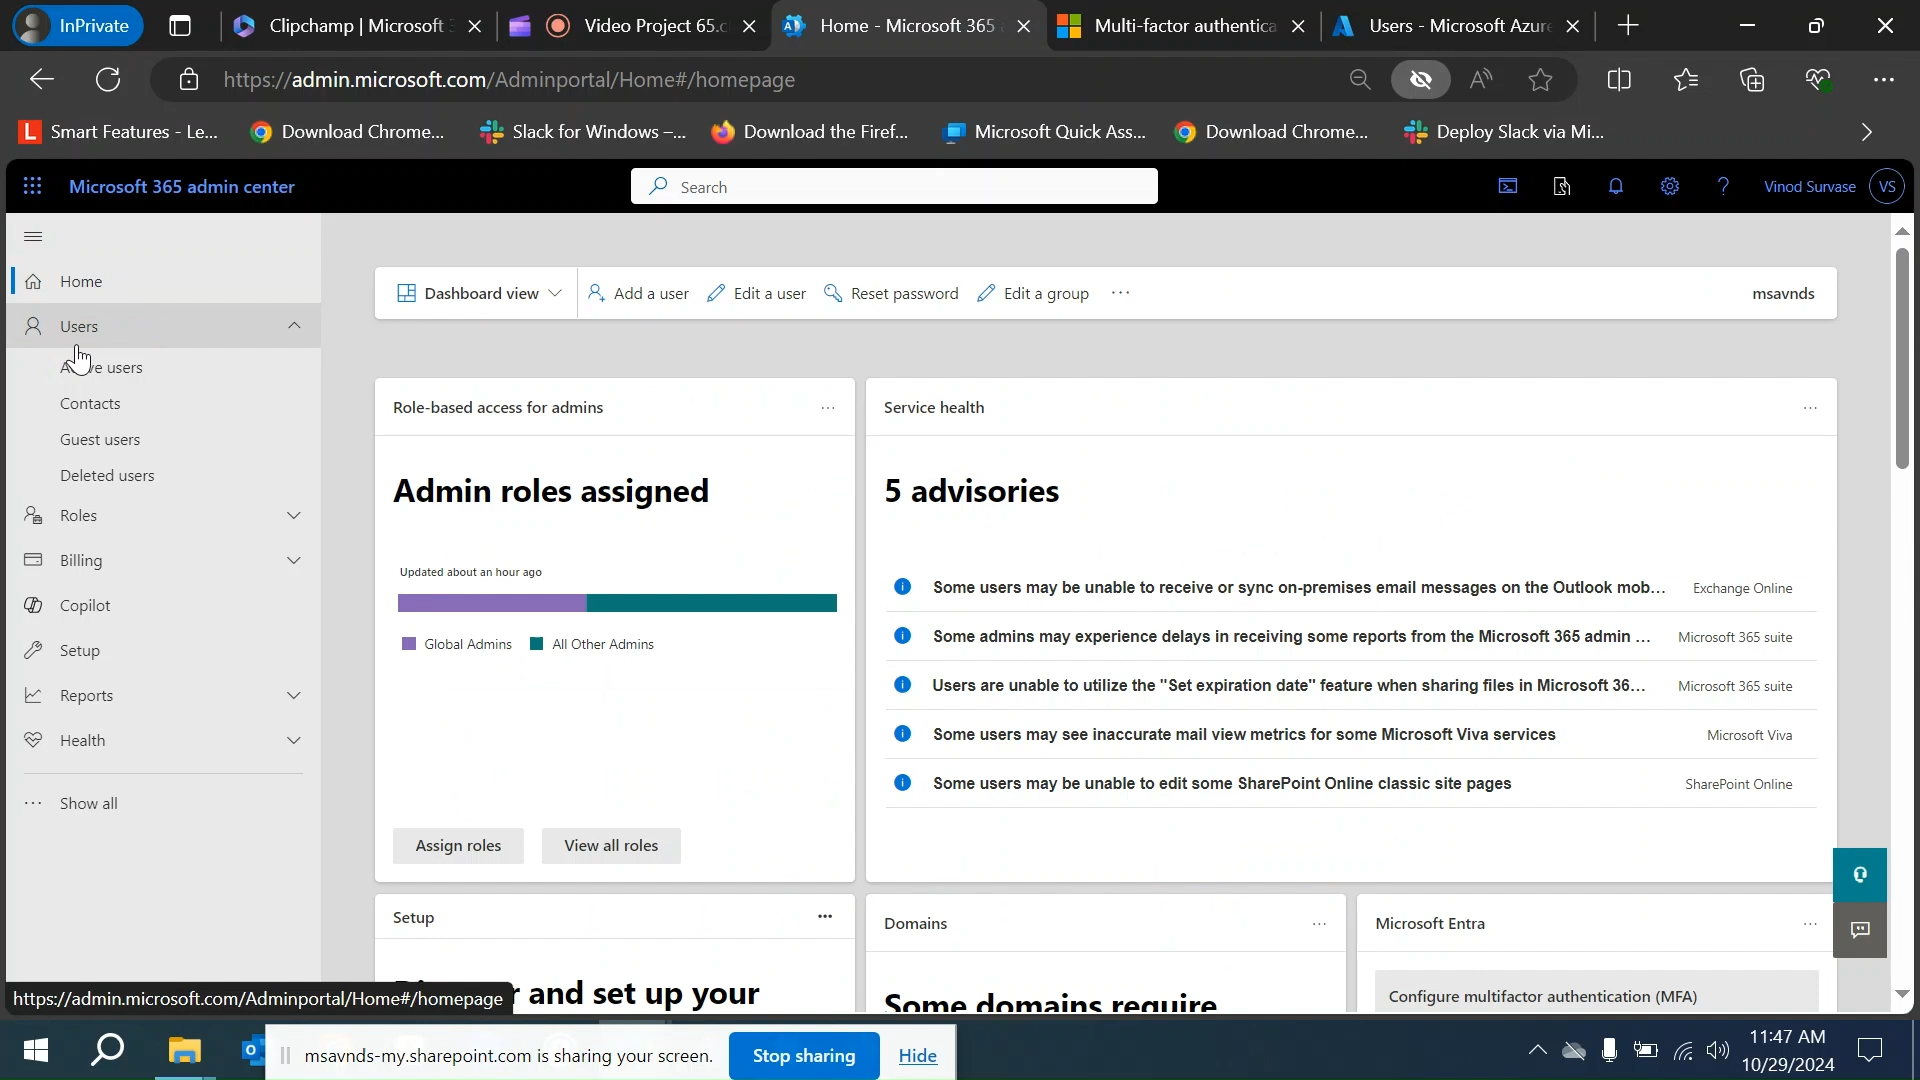 InPrivate
Clipchamp | Microsoft 3
Video Project 65.c
Home - Microsoft 365
Multi-factor authentica
Users - Microsoft Azure
https://admin.microsoft.com/Adminportal/Home#/homepage
Smart Features - Le...
Download Chrome...
Slack for Windows –...
Download the Firef...
Microsoft Quick Ass...
Download Chrome...
Deploy Slack via Mi...
Microsoft 365 admin center
Search
Vinod Survase
VS
Home
Users
Active users
Contacts
Guest users
Deleted users
Roles
Billing
Copilot
Setup
Reports
Health
Show all
Dashboard view
Add a user
Edit a user
Reset password
Edit a group
msavnds
Role-based access for admins
Admin roles assigned
Updated about an hour ago
Global Admins
All Other Admins
Assign roles
View all roles
Service health
5 advisories
Some users may be unable to receive or sync on-premises email messages on the Outlook mob... Exchange Online
Some admins may experience delays in receiving some reports from the Microsoft 365 admin ... Microsoft 365 suite
Users are unable to utilize the "Set expiration date" feature when sharing files in Microsoft 36... Microsoft 365 suite
Some users may see inaccurate mail view metrics for some Microsoft Viva services Microsoft Viva
Some users may be unable to edit some SharePoint Online classic site pages SharePoint Online
Setup
and set up your
Domains
Some domains require
Microsoft Entra
Configure multifactor authentication (MFA)
https://admin.microsoft.com/Adminportal/Home#/homepage
msavnds-my.sharepoint.com is sharing your screen.
Stop sharing
Hide
11:47 AM
10/29/2024